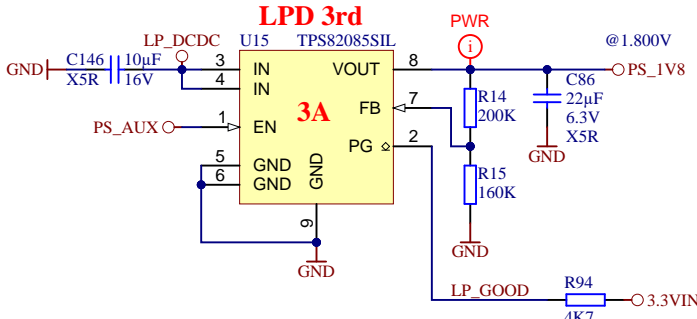 LPD 3rd
PWR
LP_DCDC
U15
TPS82085SIL
@1.800V
C146
10µF
GND
X5R
16V
3
IN
VOUT
8
PS_1V8
4
IN
C86
22µF
6.3V
X5R
GND
R14
200K
3A
FB
7
PS_AUX
1
EN
PG
2
5
GND
6
GND
GND
9
R15
160K
GND
GND
LP_GOOD
R94
3.3VIN
4K7